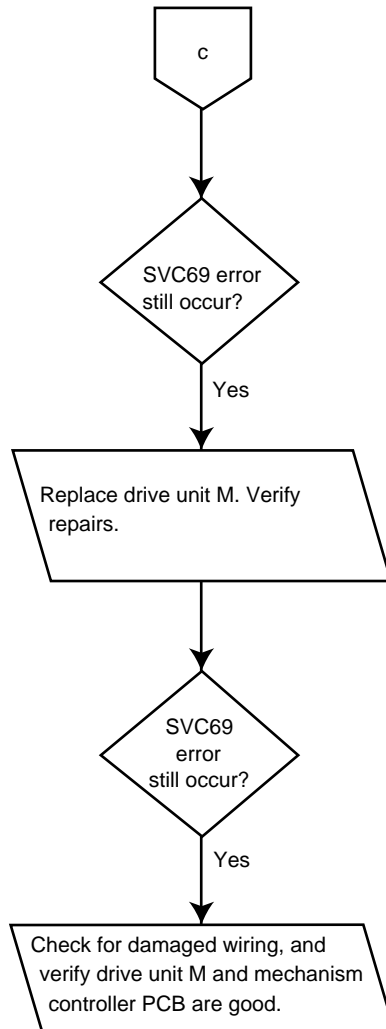 c
SVC69 error
still occur?
Yes
Replace drive unit M. Verify
repairs.
SVC69
error
still occur?
Yes
Check for damaged wiring, and
verify drive unit M and mechanism
controller PCB are good.